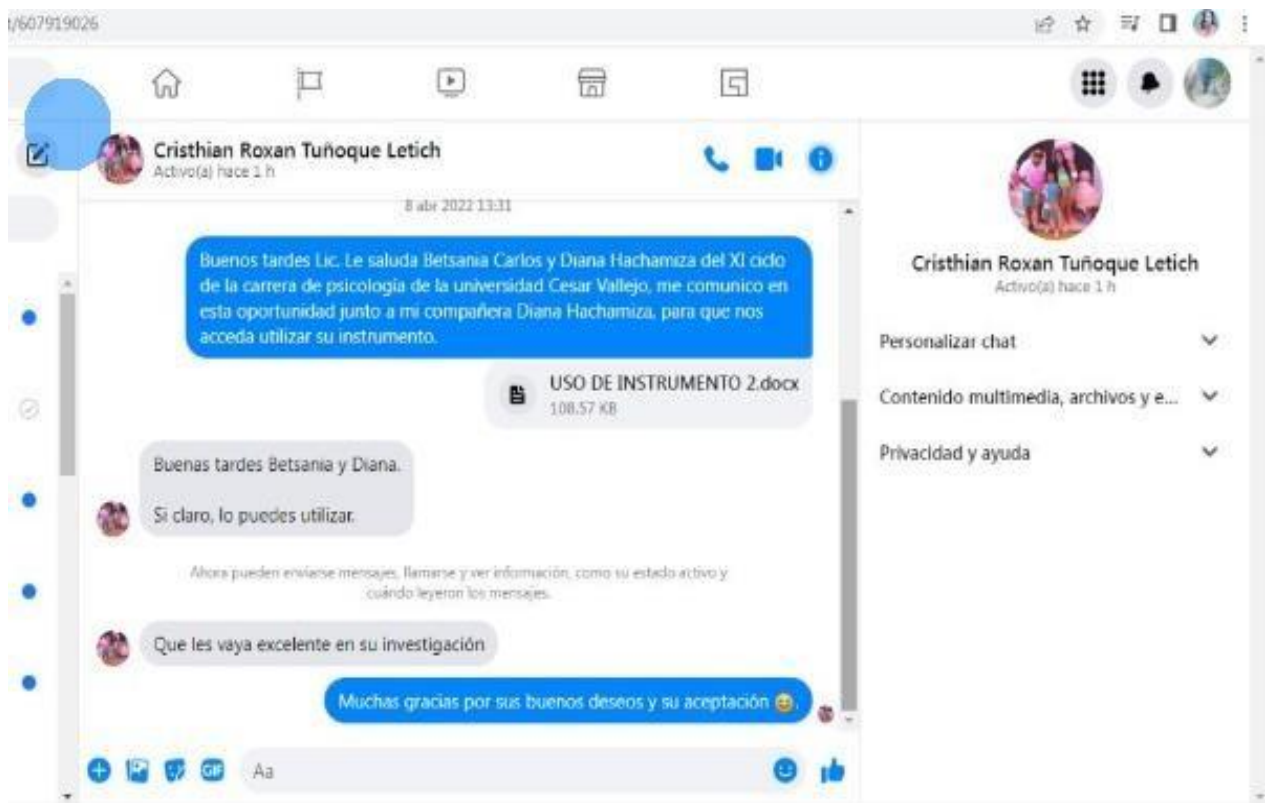 /607919026
Cristhian Roxan Tuñoque Letich
Activo(a) hace 1 h
8 abr 2022 13:31
Buenos tardes Lic. Le saluda Betsania Carlos y Diana Hachamiza del XI ciclo
de la carrera de psicología de la universidad Cesar Vallejo, me comunico en
esta oportunidad junto a mi compañera Diana Hachamiza, para que nos
acceda utilizar su instrumento.
USO DE INSTRUMENTO 2.docx
108.57 KB
Buenas tardes Betsania y Diana.
Si claro, lo puedes utilizar.
Ahora pueden enviarse mensajes, llamarse y ver información, como su estado activo y
cuándo leyeron los mensajes.
Que les vaya excelente en su investigación
Muchas gracias por sus buenos deseos y su aceptación 😅.
GIF
Aa
Cristhian Roxan Tuñoque Letich
Activo(a) hace 1 h
Personalizar chat
Contenido multimedia, archivos y e...
Privacidad y ayuda